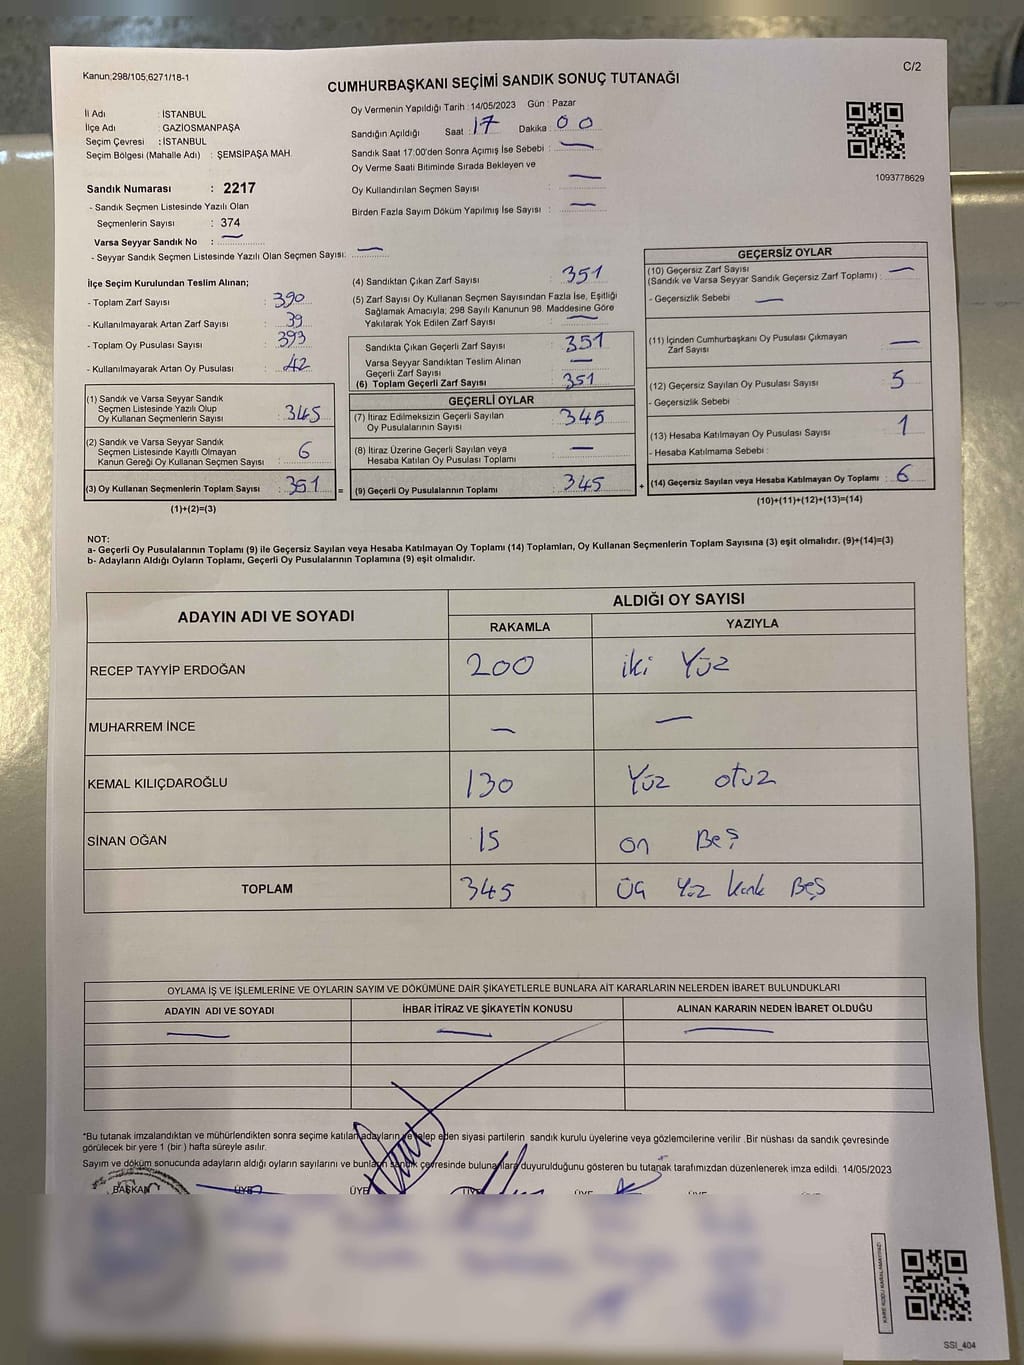 Kanun:298/105,6271/18-1
C/2
CUMHURBAŞKANI SEÇİMİ SANDIK SONUÇ TUTANAĞI
İl Adı : İSTANBUL
İlçe Adı : GAZİOSMANPAŞA
Seçim Çevresi : İSTANBUL
Seçim Bölgesi (Mahalle Adı) : ŞEMSİPAŞA MAH.
Sandık Numarası : 2217
- Sandık Seçmen Listesinde Yazılı Olan
Seçmenlerin Sayısı : 374
Varsa Seyyar Sandık No : —
- Seyyar Sandık Seçmen Listesinde Yazılı Olan Seçmen Sayısı: —
Oy Vermenin Yapıldığı Tarih : 14/05/2023 Gün : Pazar
Sandığın Açıldığı Saat : 17 Dakika : 00
Sandık Saat 17:00'den Sonra Açımış İse Sebebi : —
Oy Verme Saati Bitiminde Sırada Bekleyen ve
Oy Kullandırılan Seçmen Sayısı : —
Birden Fazla Sayım Döküm Yapılmış İse Sayısı : —
1093778629
İlçe Seçim Kurulundan Teslim Alınan;
- Toplam Zarf Sayısı : 390
- Kullanılmayarak Artan Zarf Sayısı : 39
- Toplam Oy Pusulası Sayısı : 393
- Kullanılmayarak Artan Oy Pusulası : 42
(1) Sandık ve Varsa Seyyar Sandık
Seçmen Listesinde Yazılı Olup
Oy Kullanan Seçmenlerin Sayısı : 345
(2) Sandık ve Varsa Seyyar Sandık
Seçmen Listesinde Kayıtlı Olmayan
Kanun Gereği Oy Kullanan Seçmen Sayısı : 6
(3) Oy Kullanan Seçmenlerin Toplam Sayısı : 351 =
(1)+(2)=(3)
(4) Sandıktan Çıkan Zarf Sayısı : 351
(5) Zarf Sayısı Oy Kullanan Seçmen Sayısından Fazla İse, Eşitliği
Sağlamak Amacıyla; 298 Sayılı Kanunun 98. Maddesine Göre
Yakılarak Yok Edilen Zarf Sayısı : —
Sandıkta Çıkan Geçerli Zarf Sayısı : 351
Varsa Seyyar Sandıktan Teslim Alınan
Geçerli Zarf Sayısı : —
(6) Toplam Geçerli Zarf Sayısı : 351
GEÇERLİ OYLAR
(7) İtiraz Edilmeksizin Geçerli Sayılan
Oy Pusulalarının Sayısı : 345
(8) İtiraz Üzerine Geçerli Sayılan veya
Hesaba Katılan Oy Pusulası Toplamı : —
(9) Geçerli Oy Pusulalarının Toplamı : 345 +
GEÇERSİZ OYLAR
(10) Geçersiz Zarf Sayısı
(Sandık ve Varsa Seyyar Sandık Geçersiz Zarf Toplamı) : —
- Geçersizlik Sebebi : —
(11) İçinden Cumhurbaşkanı Oy Pusulası Çıkmayan
Zarf Sayısı : —
(12) Geçersiz Sayılan Oy Pusulası Sayısı : 5
- Geçersizlik Sebebi :
(13) Hesaba Katılmayan Oy Pusulası Sayısı : 1
- Hesaba Katılmama Sebebi :
(14) Geçersiz Sayılan veya Hesaba Katılmayan Oy Toplamı : 6
(10)+(11)+(12)+(13)=(14)
NOT:
a- Geçerli Oy Pusulalarının Toplamı (9) ile Geçersiz Sayılan veya Hesaba Katılmayan Oy Toplamı (14) Toplamları, Oy Kullanan Seçmenlerin Toplam Sayısına (3) eşit olmalıdır. (9)+(14)=(3)
b- Adayların Aldığı Oyların Toplamı, Geçerli Oy Pusulalarının Toplamına (9) eşit olmalıdır.
ADAYIN ADI VE SOYADI
ALDIĞI OY SAYISI
RAKAMLA YAZIYLA
RECEP TAYYİP ERDOĞAN 200 iki Yüz
MUHARREM İNCE — —
KEMAL KILIÇDAROĞLU 130 Yüz otuz
SİNAN OĞAN 15 on Beş
TOPLAM 345 Üç Yüz Kırk Beş
OYLAMA İŞ VE İŞLEMLERİNE VE OYLARIN SAYIM VE DÖKÜMÜNE DAİR ŞİKAYETLERLE BUNLARA AİT KARARLARIN NELERDEN İBARET BULUNDUKLARI
ADAYIN ADI VE SOYADI İHBAR İTİRAZ VE ŞİKAYETİN KONUSU ALINAN KARARIN NEDEN İBARET OLDUĞU
— — —
*Bu tutanak imzalandıktan ve mühürlendikten sonra seçime katılan adayların ve talep eden siyasi partilerin sandık kurulu üyelerine veya gözlemcilerine verilir .Bir nüshası da sandık çevresinde
görülecek bir yere 1 (bir ) hafta süreyle asılır.
Sayım ve döküm sonucunda adayların aldığı oyların sayılarını ve bunların sandık çevresinde bulunanlara duyurulduğunu gösteren bu tutanak tarafımızdan düzenlenerek imza edildi. 14/05/2023
BAŞKAN ÜYE ÜYE ÜYE ÜYE ÜYE ÜYE
KARE KODU KARALAMAYINIZ!
SSI_404